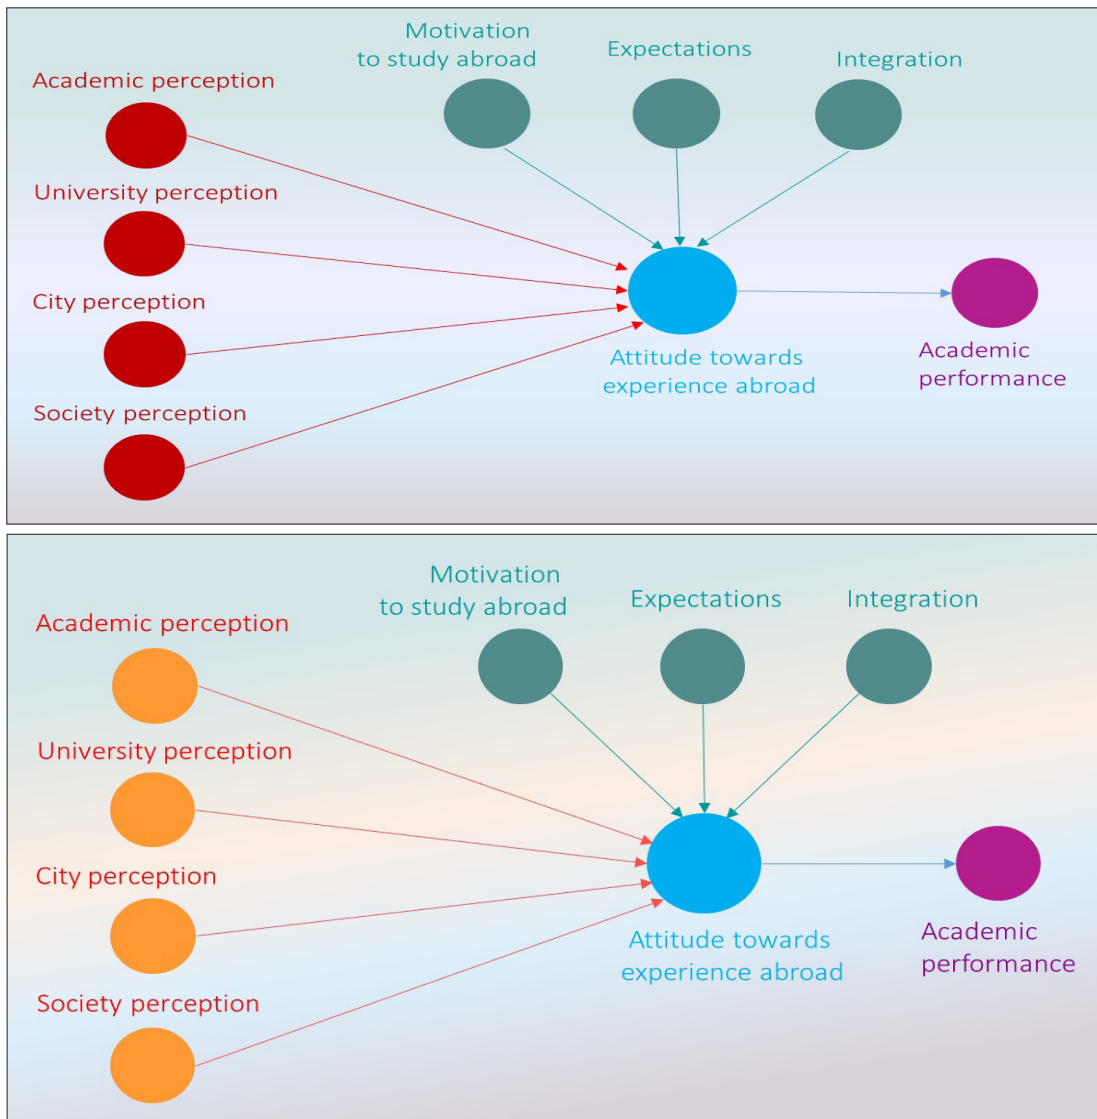 Motivation
to study abroad
Expectations
Integration
Academic perception
University perception
City perception
Society perception
Attitude towards
experience abroad
Academic
performance
Motivation
to study abroad
Expectations
Integration
Academic perception
University perception
City perception
Society perception
Attitude towards
experience abroad
Academic
performance